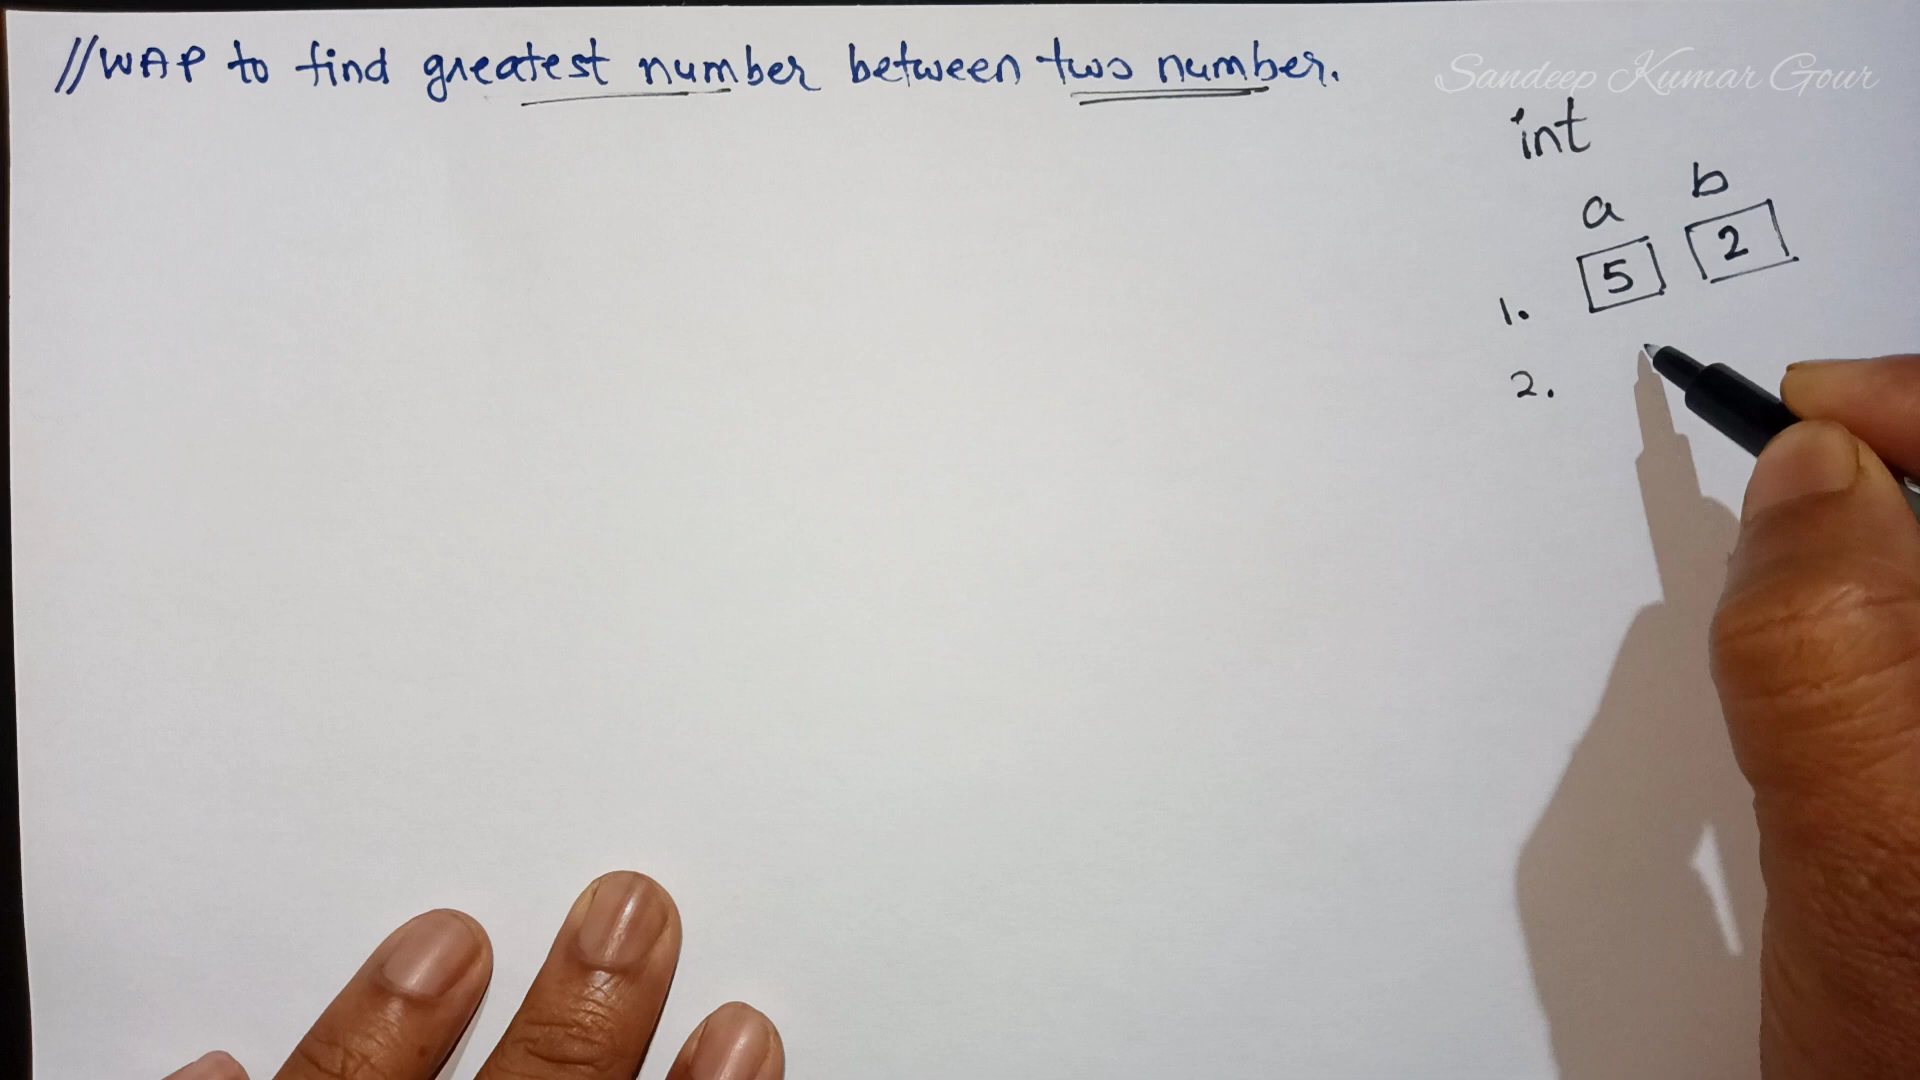 //WAP to find greatest number between two number.
Sandeep Kumar Gour
int
a b
5 2
1.
2.